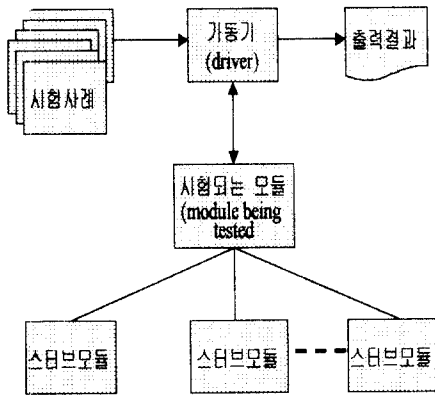 시험사례
가동기
(driver)
출력결과
시험되는 모듈
(module being
tested
스터브모듈
스터브모듈
스터브모듈